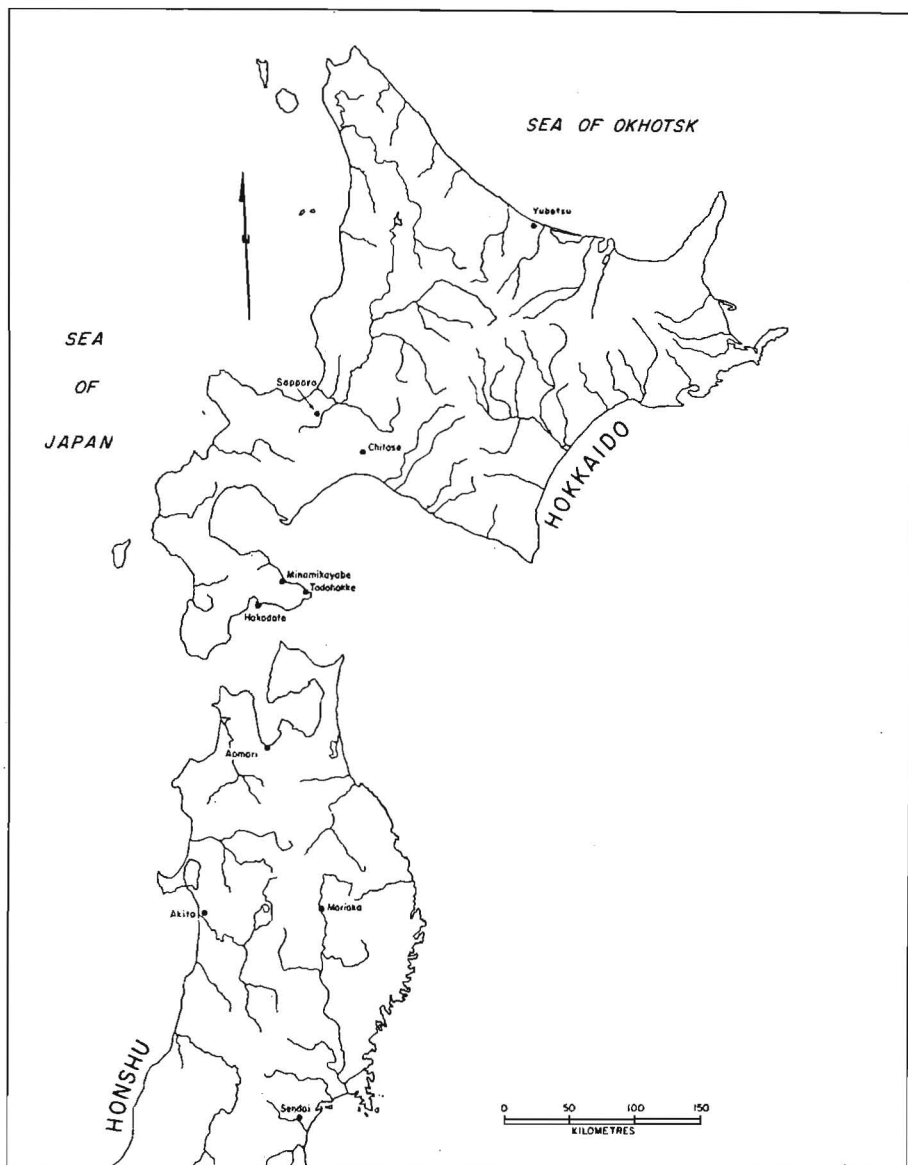 SEA OF OKHOTSK
Yubetsu
SEA
OF
JAPAN
Sapporo
Chitose
HOKKAIDO
Minamikayabe
Todohokke
Hakodate
Aomori
Akita
Morioka
HONSHU
Sendai
0 50 100 150
KILOMETRES